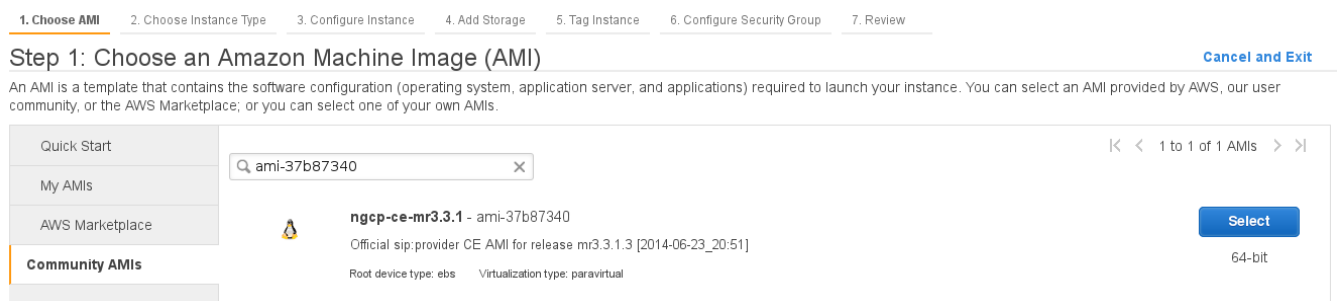 1. Choose AMI 2. Choose Instance Type 3. Configure Instance 4. Add Storage 5. Tag Instance 6. Configure Security Group 7. Review
Step 1: Choose an Amazon Machine Image (AMI)
Cancel and Exit
An AMI is a template that contains the software configuration (operating system, application server, and applications) required to launch your instance. You can select an AMI provided by AWS, our user
community, or the AWS Marketplace; or you can select one of your own AMIs.
Quick Start
My AMIs
AWS Marketplace
Community AMIs
ami-37b87340
1 to 1 of 1 AMIs
ngcp-ce-mr3.3.1 - ami-37b87340
Official sip:provider CE AMI for release mr3.3.1.3 [2014-06-23_20:51]
Root device type: ebs Virtualization type: paravirtual
Select
64-bit